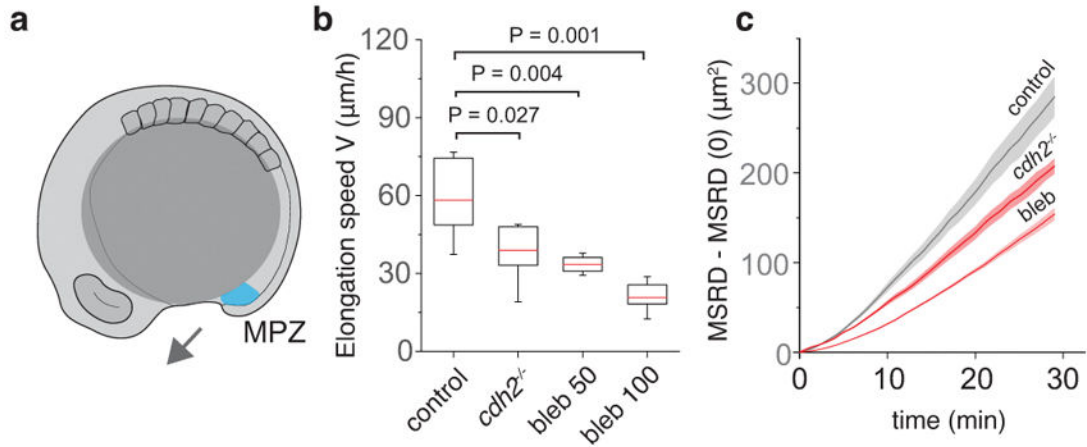 a
MPZ
b
Elongation speed V (μm/h)
120
90
60
30
0
P = 0.001
P = 0.004
P = 0.027
control
cdh2-/-
bleb 50
bleb 100
c
MSRD - MSRD (0) (μm²)
300
200
100
0
control
cdh2-/-
bleb
0 10 20 30
time (min)